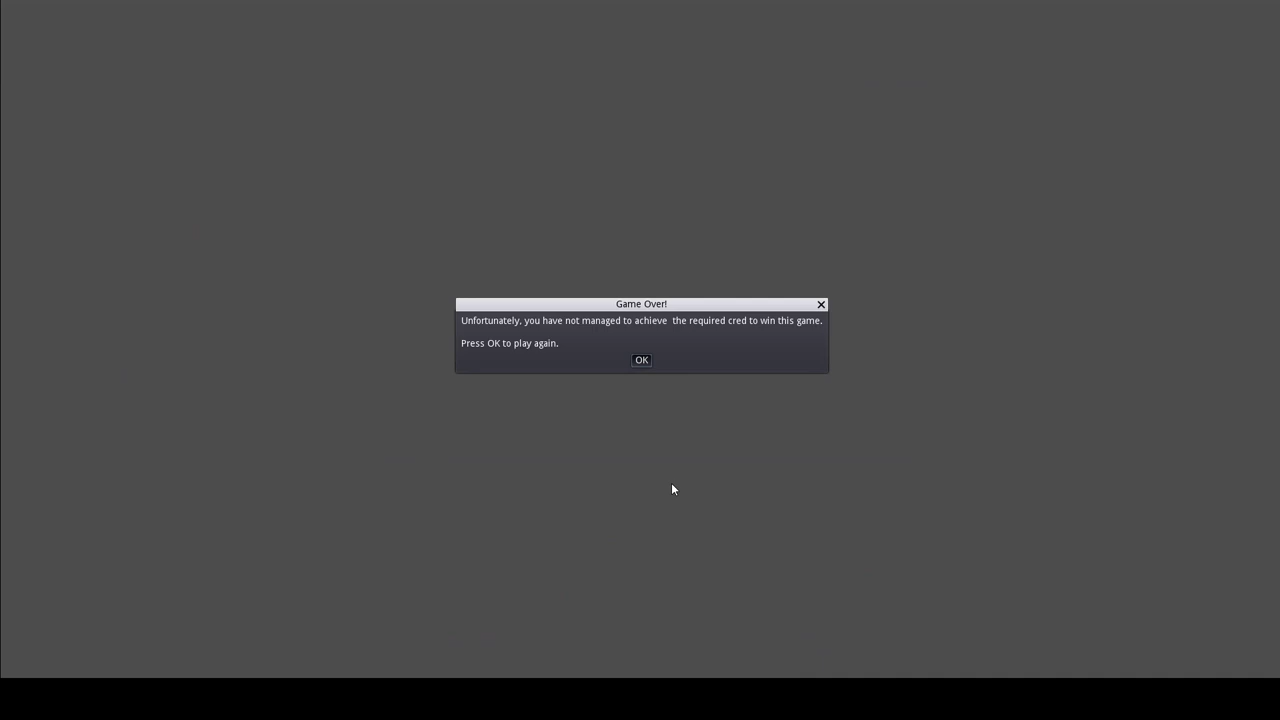 Game Over!
Unfortunately, you have not managed to achieve  the required cred to win this game.
Press OK to play again.
OK